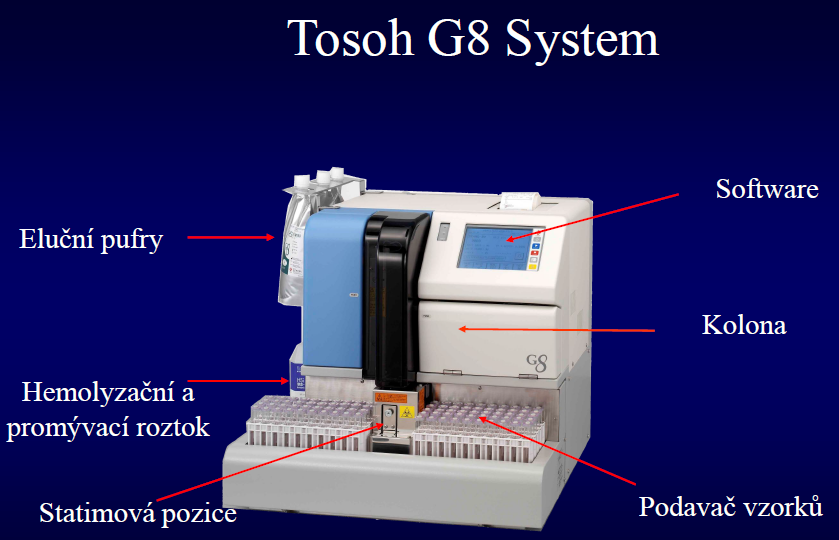 Tosoh G8 System
Software
Eluční pufry
Kolona
G8
Hemolyzační a
promývací roztok
Statimová pozice
Podavač vzorků